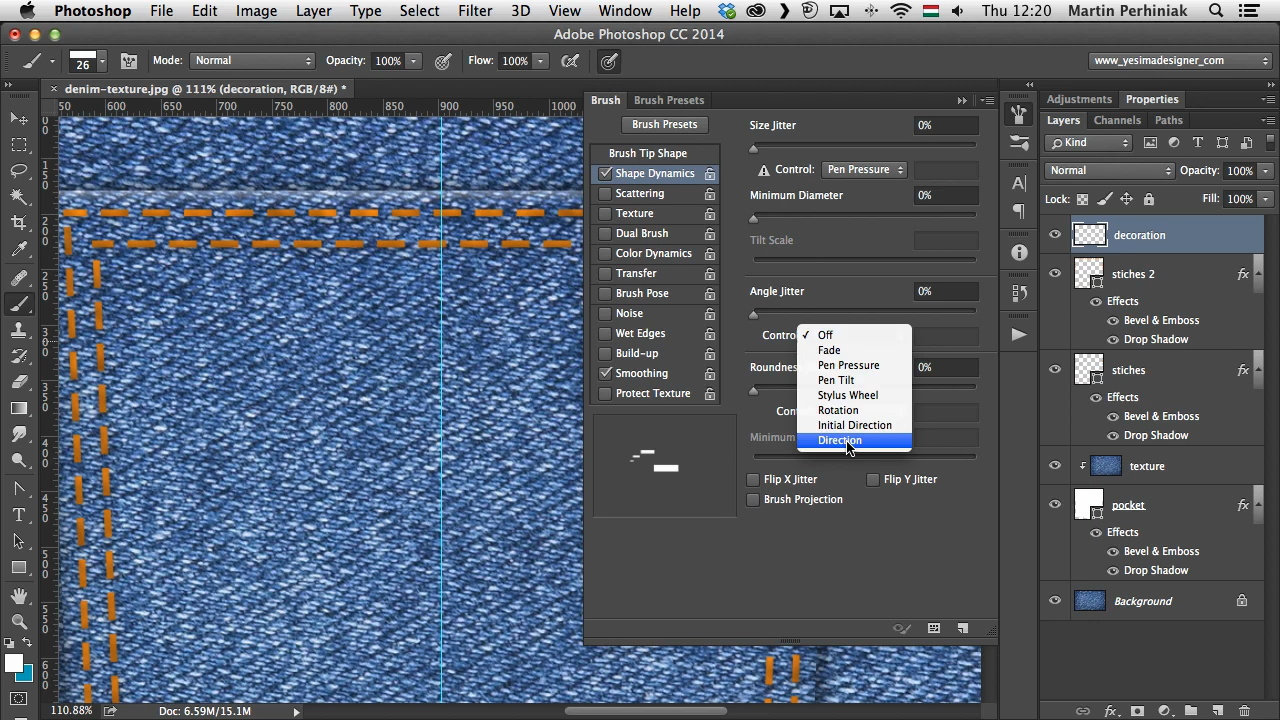 Photoshop File Edit Image Layer Type Select Filter 3D View Window Help Thu 12:20 Martin Perhiniak
Adobe Photoshop CC 2014
26 Mode: Normal Opacity: 100% Flow: 100% www_yesimadesigner_com
× denim-texture.jpg @ 111% (decoration, RGB/8#) *
50 600 650 700 750 800 850 900 950 1000
Brush Brush Presets
Brush Presets
Brush Tip Shape
Shape Dynamics
Scattering
Texture
Dual Brush
Color Dynamics
Transfer
Brush Pose
Noise
Wet Edges
Build-up
Smoothing
Protect Texture
Size Jitter 0%
Control: Pen Pressure
Minimum Diameter 0%
Tilt Scale
Angle Jitter 0%
Contro
✓ Off
Fade
Pen Pressure
Pen Tilt
Stylus Wheel
Rotation
Initial Direction
Direction
Roundnes 0%
Con
Minimum
Flip X Jitter Flip Y Jitter
Brush Projection
Adjustments Properties
Layers Channels Paths
Kind
Normal Opacity: 100%
Lock: Fill: 100%
decoration
stiches 2 fx
Effects
Bevel & Emboss
Drop Shadow
stiches fx
Effects
Bevel & Emboss
Drop Shadow
texture
pocket fx
Effects
Bevel & Emboss
Drop Shadow
Background
110.88% Doc: 6.59M/15.1M